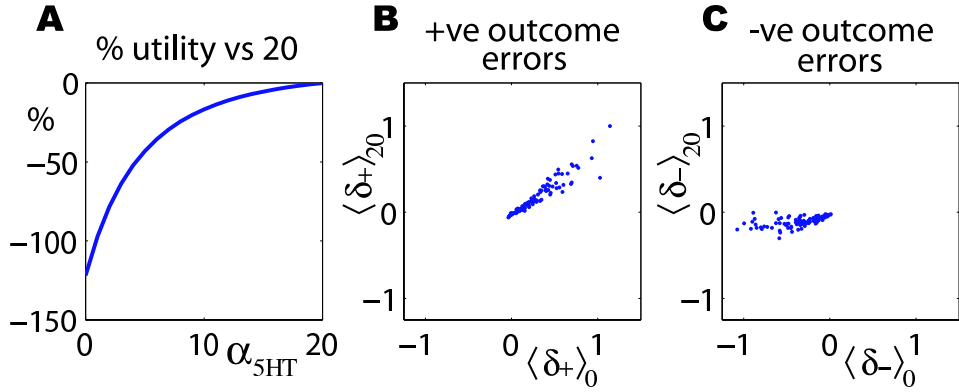 A
% utility vs 20
0
%
−50
−100
−150
0
10
20
α5HT
B
+ve outcome
errors
⟨δ+⟩20
1
0
−1
−1
0
1
⟨δ+⟩0
C
-ve outcome
errors
⟨δ−⟩20
1
0
−1
−1
0
1
⟨δ−⟩0